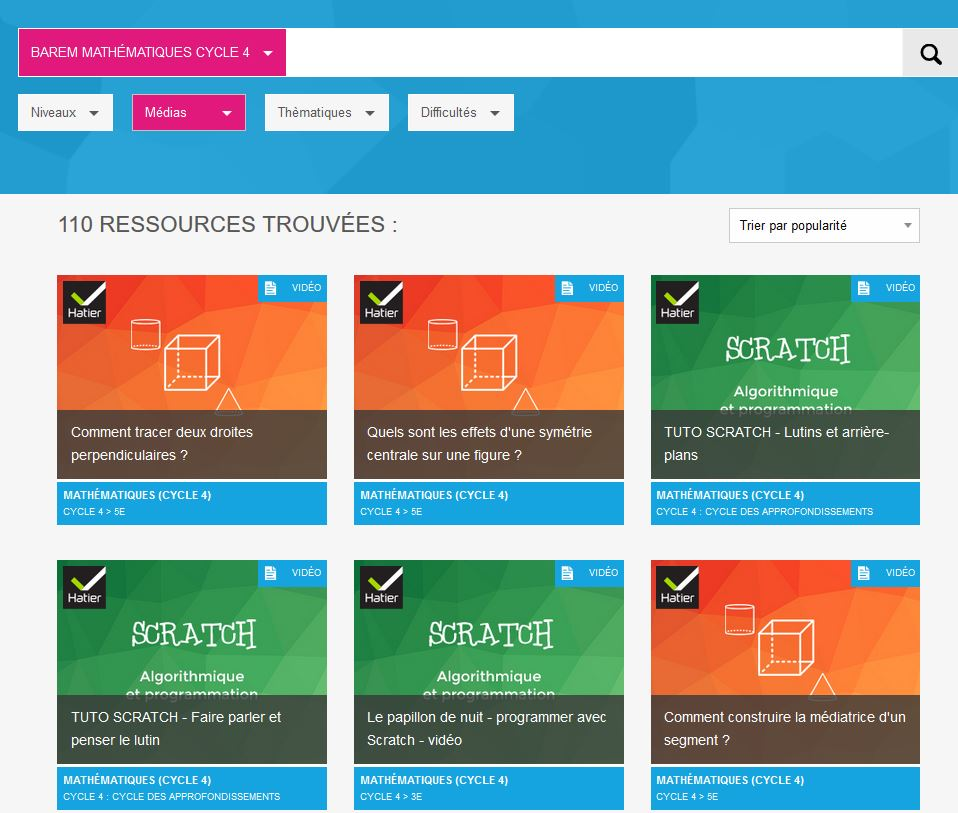 BAREM MATHÉMATIQUES CYCLE 4
Niveaux
Médias
Thèmatiques
Difficultés
110 RESSOURCES TROUVÉES :
Trier par popularité
Hatier
VIDÉO
Comment tracer deux droites
perpendiculaires ?
MATHÉMATIQUES (CYCLE 4)
CYCLE 4 > 5E
Hatier
VIDÉO
Quels sont les effets d'une symétrie
centrale sur une figure ?
MATHÉMATIQUES (CYCLE 4)
CYCLE 4 > 5E
Hatier
VIDÉO
SCRATCH
Algorithmique
et programmation
TUTO SCRATCH - Lutins et arrière-
plans
MATHÉMATIQUES (CYCLE 4)
CYCLE 4 : CYCLE DES APPROFONDISSEMENTS
Hatier
VIDÉO
SCRATCH
Algorithmique
et programmation
TUTO SCRATCH - Faire parler et
penser le lutin
MATHÉMATIQUES (CYCLE 4)
CYCLE 4 : CYCLE DES APPROFONDISSEMENTS
Hatier
VIDÉO
SCRATCH
Algorithmique
et programmation
Le papillon de nuit - programmer avec
Scratch - vidéo
MATHÉMATIQUES (CYCLE 4)
CYCLE 4 > 3E
Hatier
VIDÉO
Comment construire la médiatrice d'un
segment ?
MATHÉMATIQUES (CYCLE 4)
CYCLE 4 > 5E